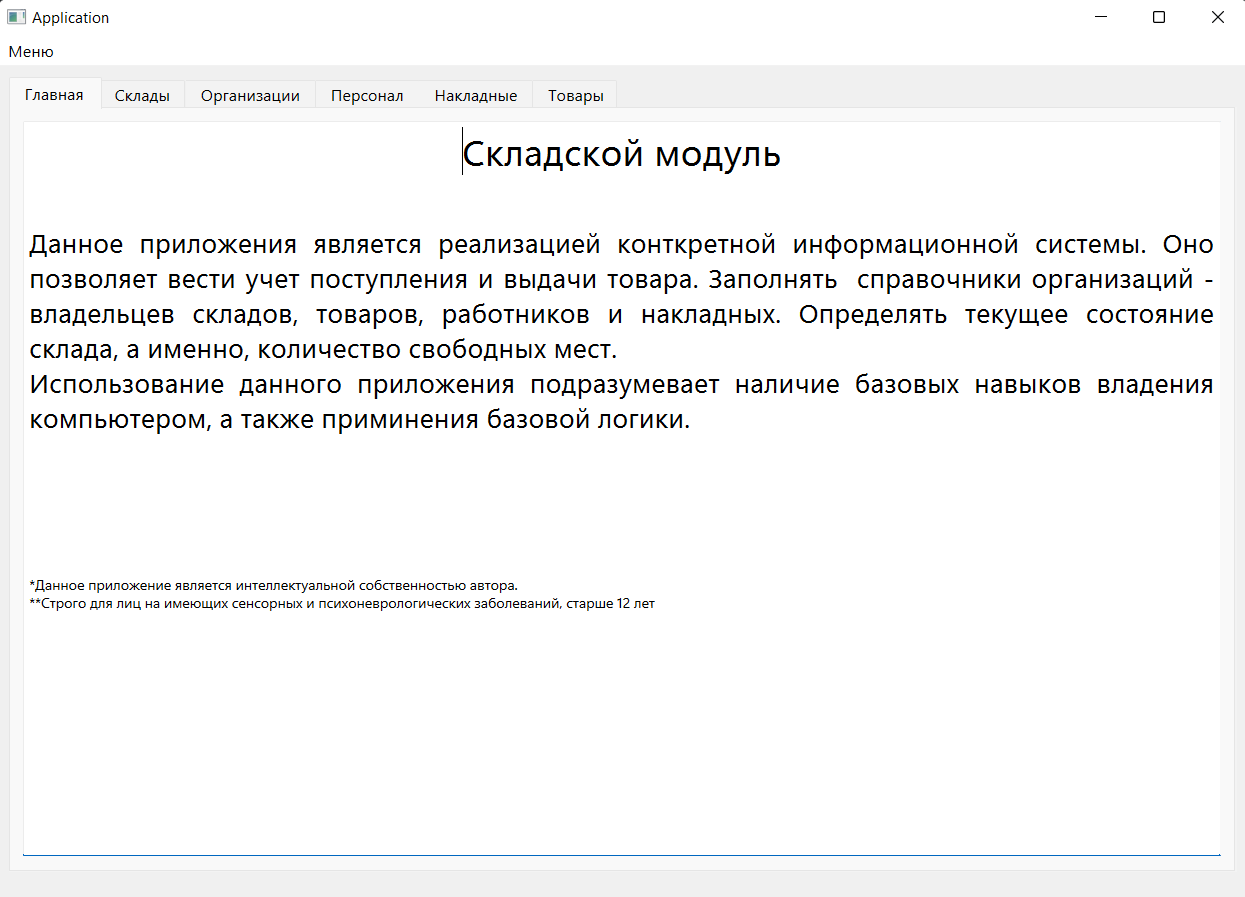 Application
Меню
Главная Склады Организации Персонал Накладные Товары
Складской модуль
Данное приложения является реализацией конткретной информационной системы. Оно
позволяет вести учет поступления и выдачи товара. Заполнять  справочники организаций -
владельцев складов, товаров, работников и накладных. Определять текущее состояние
склада, а именно, количество свободных мест.
Использование данного приложения подразумевает наличие базовых навыков владения
компьютером, а также приминения базовой логики.
*Данное приложение является интеллектуальной собственностью автора.
**Строго для лиц на имеющих сенсорных и психоневрологических заболеваний, старше 12 лет